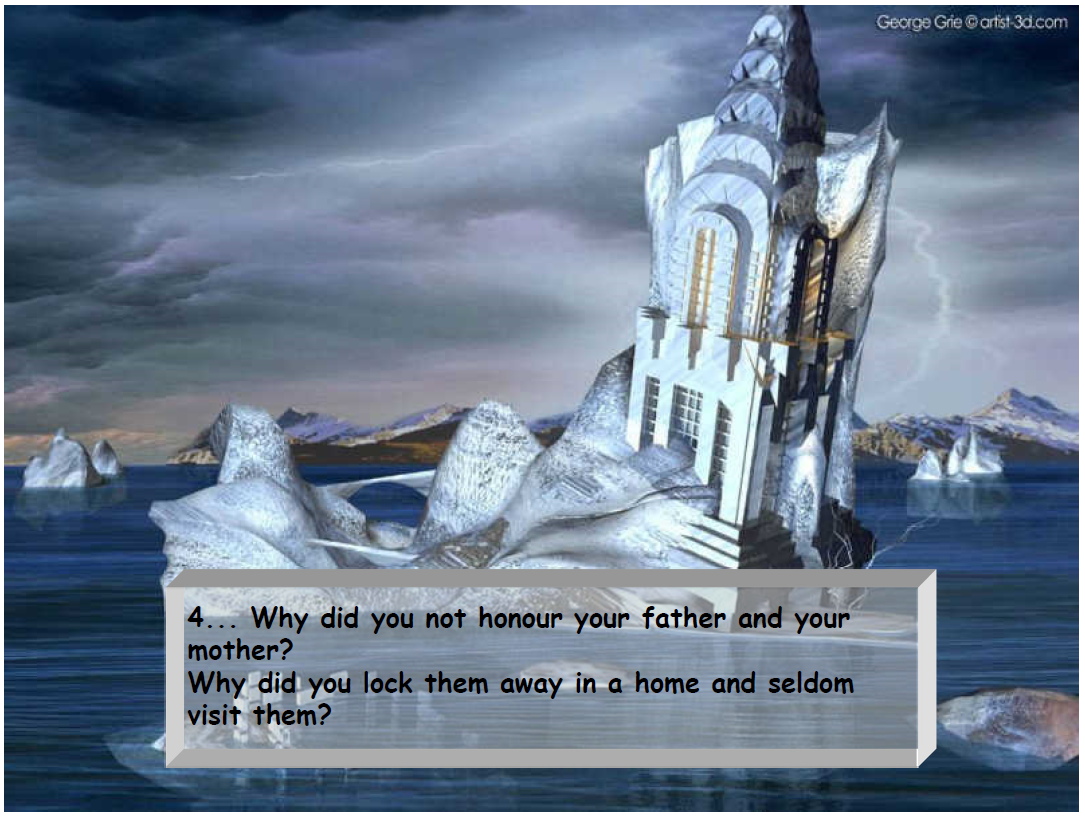 George Grie © artist-3d.com
4... Why did you not honour your father and your
mother?
Why did you lock them away in a home and seldom
visit them?